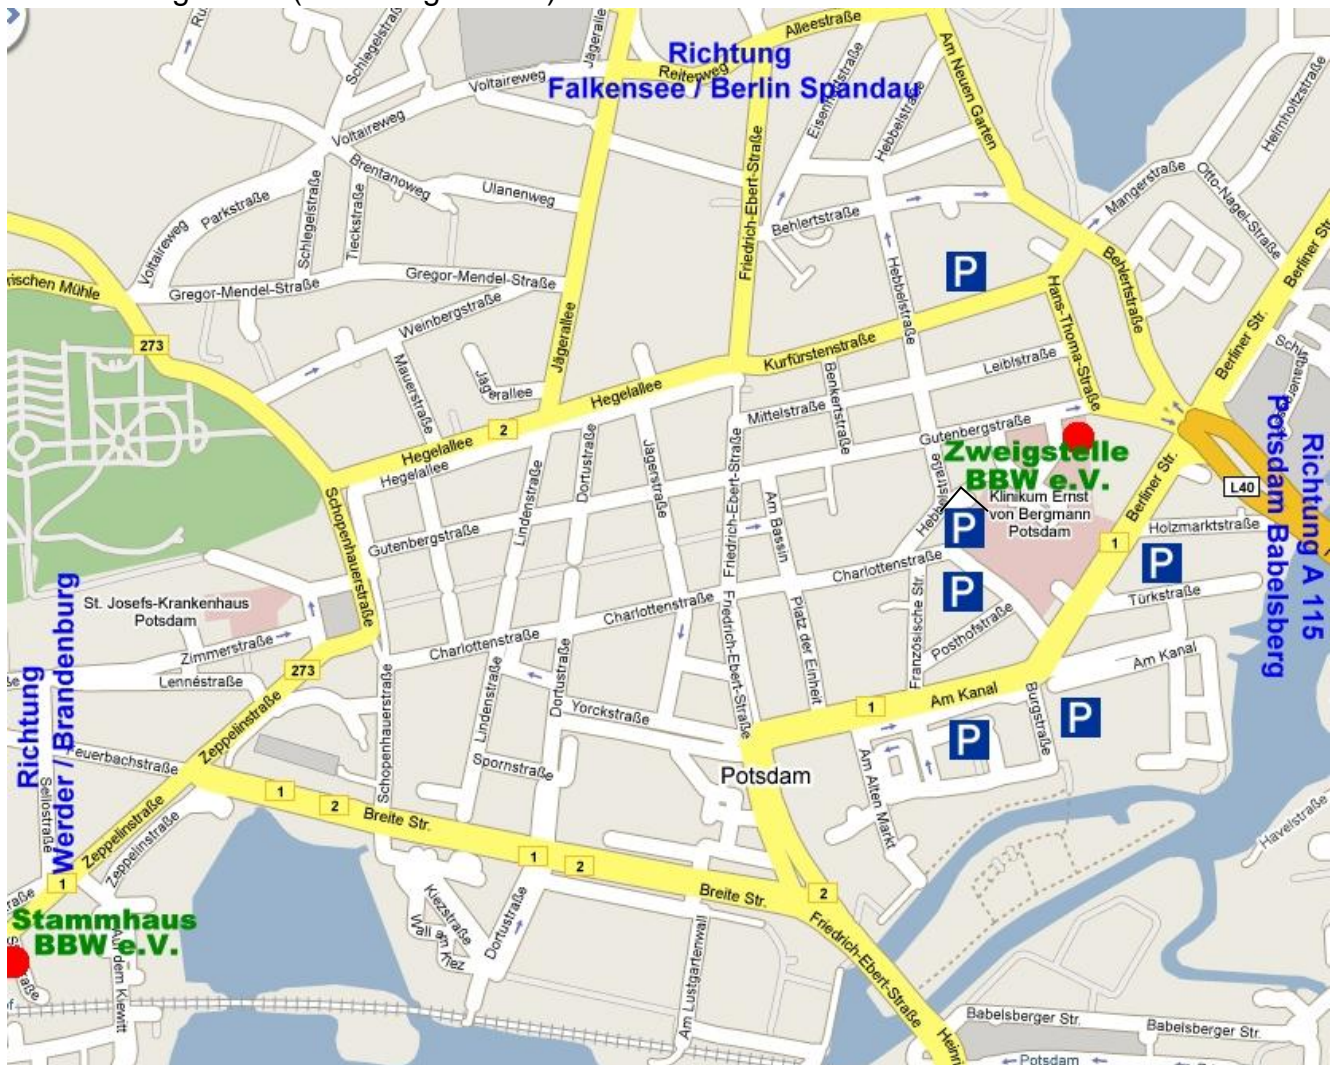 Alleestraße
Richtung
Falkensee / Berlin Spandau
Reiterweg
Jägerallee
Schlegelstraße
Voltaireweg
Voltaireweg
Am Neuen Garten
Eisenhartstraße
Hebbelstraße
Helmholtzstraße
Brentanoweg
Ulanenweg
Parkstraße
Schlegelstraße
Tieckstraße
Friedrich-Ebert-Straße
Mangerstraße
Otto-Nagel-Straße
Behlertstraße
Voltaireweg
Berliner Str.
Behlertstraße
Hebbelstraße
P
Gregor-Mendel-Straße
Gregor-Mendel-Straße
Hans-Thoma-Straße
Weinbergstraße
Berliner Str.
273
Jägerallee
Kurfürstenstraße
Leiblstraße
Mauerstraße
Jägerallee
Hegelallee
Benkertstraße
Mittelstraße
Gutenbergstraße
2
Hegelallee
Hegelallee
Zweigstelle
BBW e.V.
Klinikum Ernst
von Bergmann
Potsdam
Richtung A 115
Potsdam Babelsberg
L40
Lindenstraße
Dortustraße
Jägerstraße
Friedrich-Ebert-Straße
Am Bassin
Berliner Str.
Schopenhauerstraße
Gutenbergstraße
P
Holzmarktstraße
1
P
Charlottenstraße
P
Türkstraße
St. Josefs-Krankenhaus
Potsdam
Charlottenstraße
Platz der Einheit
Französische Str.
Posthofstraße
Zimmerstraße
Charlottenstraße
Friedrich-Ebert-Straße
Am Kanal
273
Lennéstraße
Schopenhauerstraße
Lindenstraße
Dortustraße
Am Kanal
1
Burgstraße
P
Yorckstraße
Richtung
Werder / Brandenburg
Zeppelinstraße
P
Feuerbachstraße
Spornstraße
Potsdam
Am Alten Markt
Sellostraße
1
2
Breite Str.
Zeppelinstraße
Zeppelinstraße
Havelstraße
1
2
1
Breite Str.
2
Kiezstraße
Wall am Kiez
Dortustraße
Friedrich-Ebert-Straße
Stammhaus
BBW e.V.
Auf dem Kiewitt
Am Lustgartenwall
Babelsberger Str.
Babelsberger Str.
Potsdam